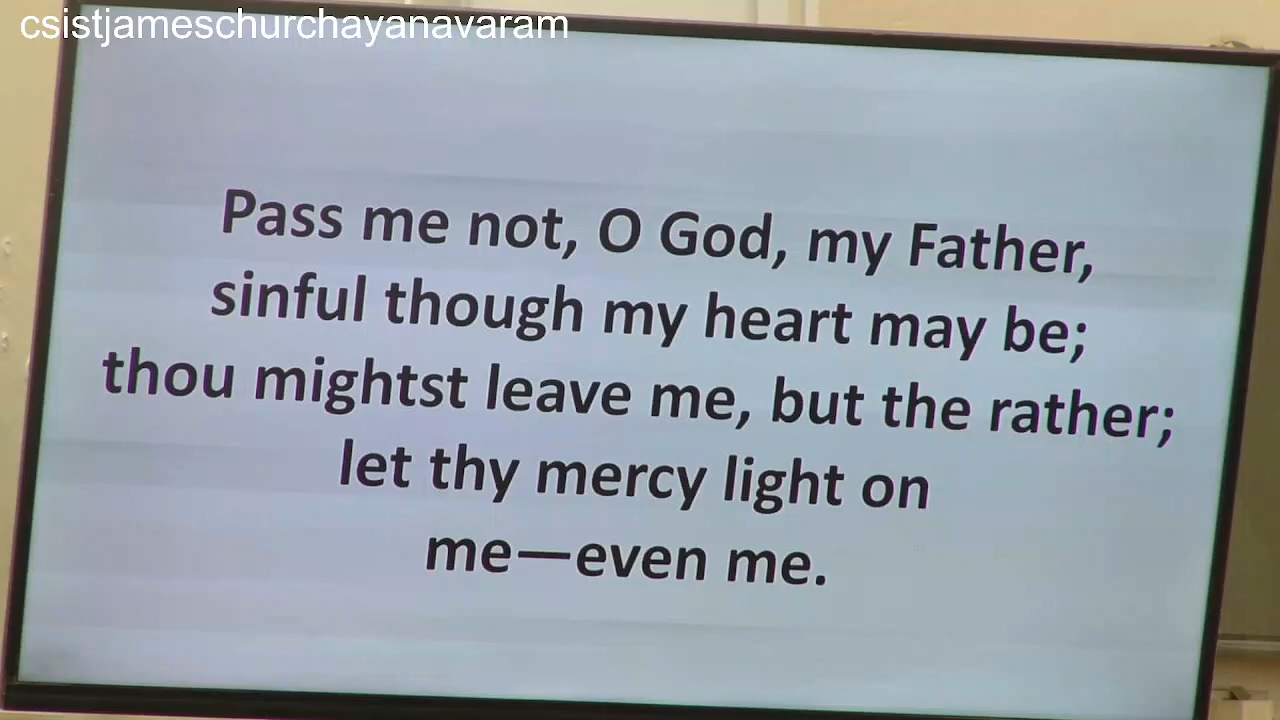 csistjameschurchayanavaram
Pass me not, O God, my Father,
sinful though my heart may be;
thou mightst leave me, but the rather;
let thy mercy light on
me—even me.